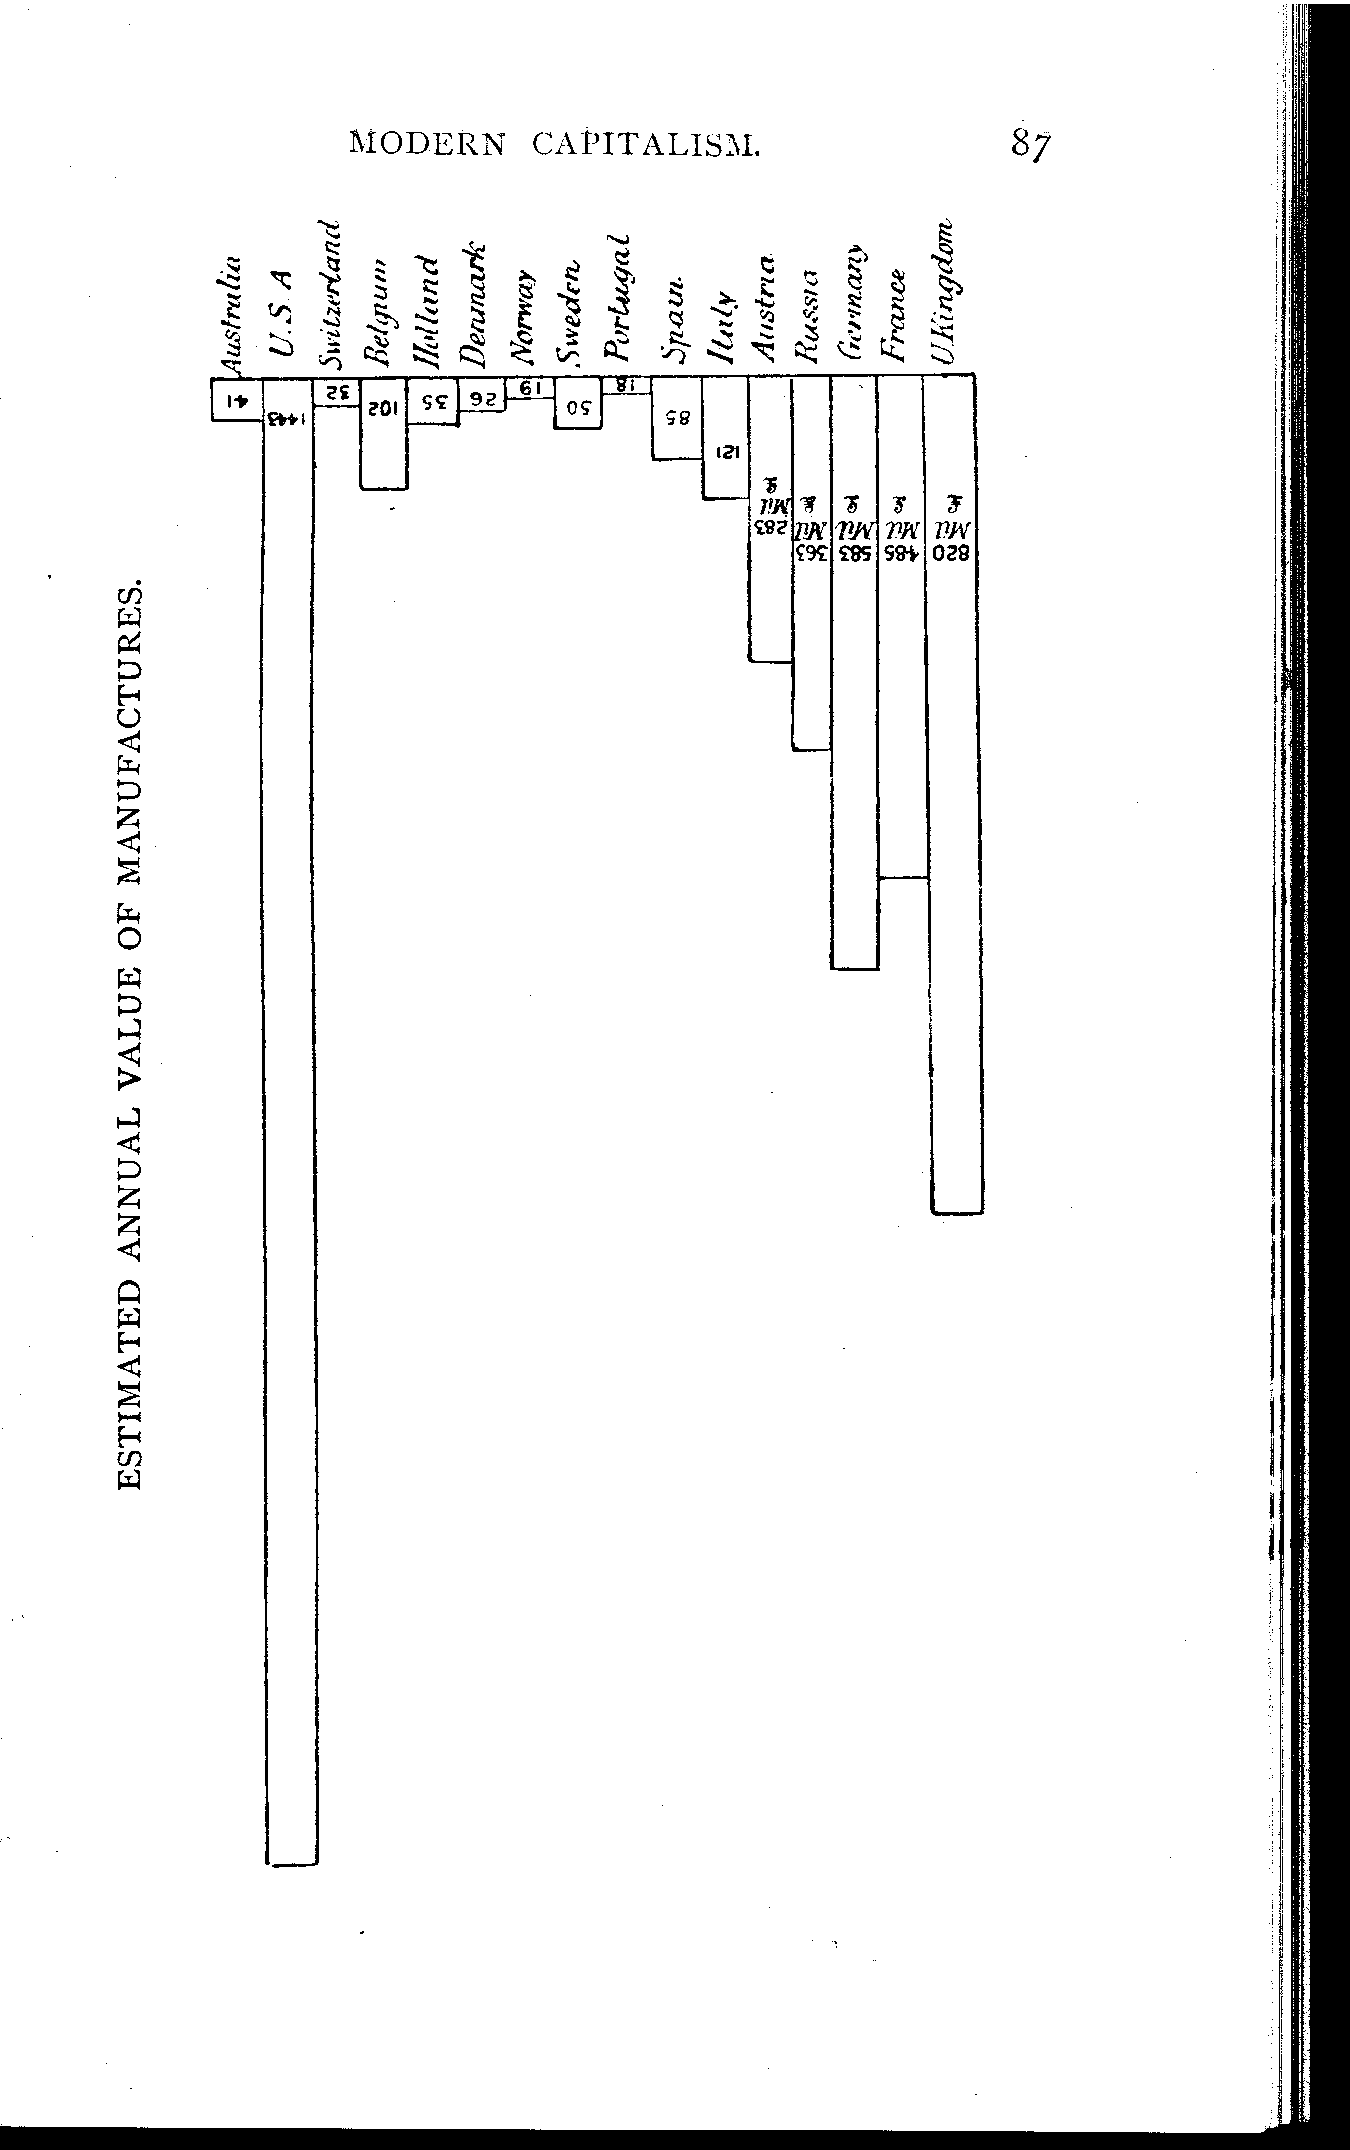 MODERN CAPITALISM. 87
ESTIMATED ANNUAL VALUE OF MANUFACTURES.
Australia
U.S.A
Switzerland
Belgium
Holland
Denmark
Norway
Sweden
Portugal
Spain.
Italy
Austria
Russia
Germany
France
U Kingdom
41
1443
32
102
35
26
19
50
18
85
121
283 Mil £
363 Mil £
583 Mil £
485 Mil £
820 Mil £